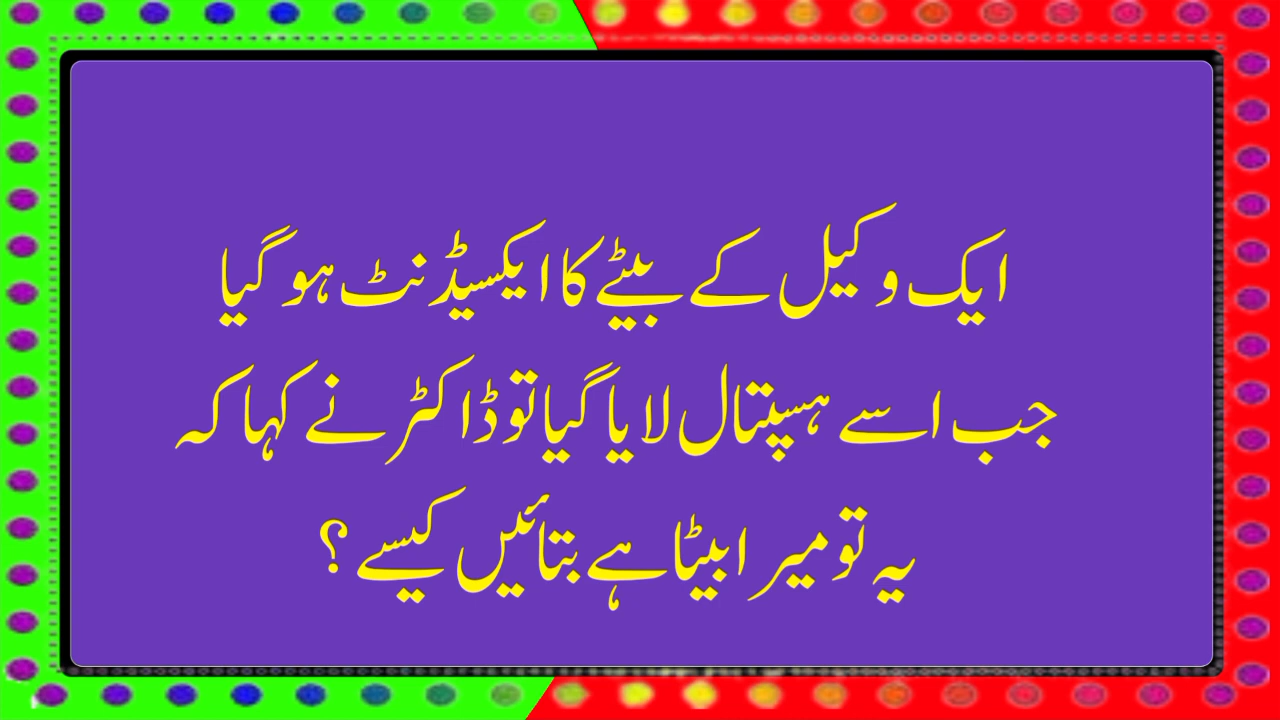 ایک وکیل کے بیٹے کا ایکسیڈنٹ ہو گیا
جب اسے ہسپتال لایا گیا تو ڈاکٹر نے کہا کہ
یہ تو میرا بیٹا ہے بتائیں کیسے ؟